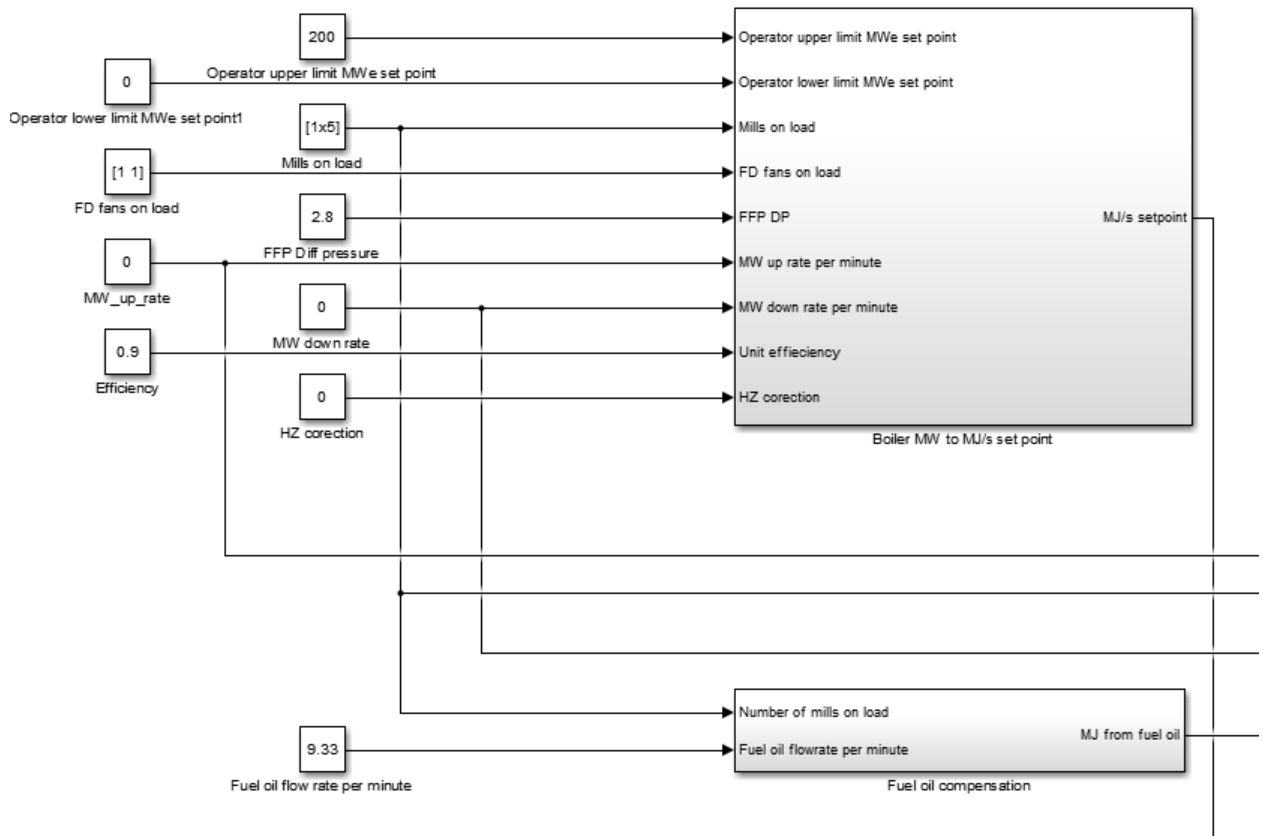 200
Operator upper limit MWe set point
0
Operator lower limit MWe set point1
[1x5]
Mills on load
[1 1]
FD fans on load
2.8
FFP Diff pressure
0
MW_up_rate
0
MW down rate
0.9
Efficiency
0
HZ corection
Operator upper limit MWe set point
Operator lower limit MWe set point
Mills on load
FD fans on load
FFP DP
MJ/s setpoint
MW up rate per minute
MW down rate per minute
Unit effieciency
HZ corection
Boiler MW to MJ/s set point
9.33
Fuel oil flow rate per minute
Number of mills on load
MJ from fuel oil
Fuel oil flowrate per minute
Fuel oil compensation